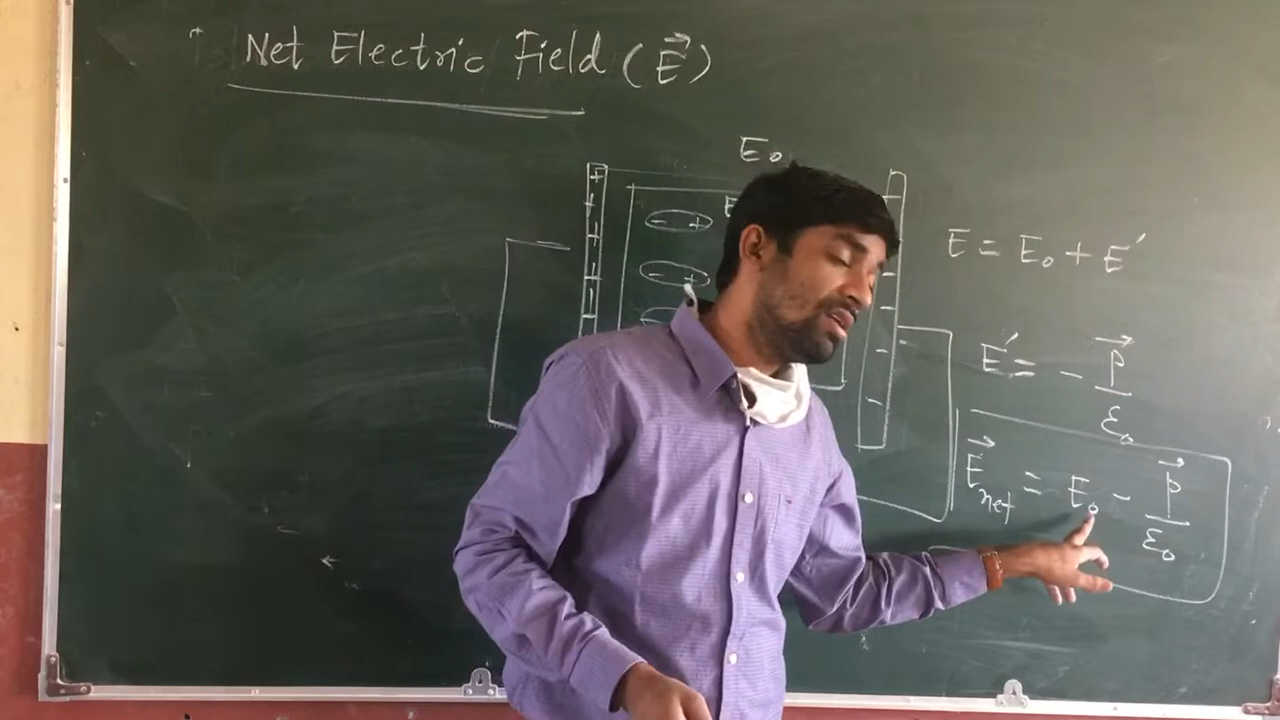 Net Electric Field (E⃗)
E₀
E = E₀ + E′
E′ = - p⃗/ε₀
E⃗net = E₀ - p⃗/ε₀